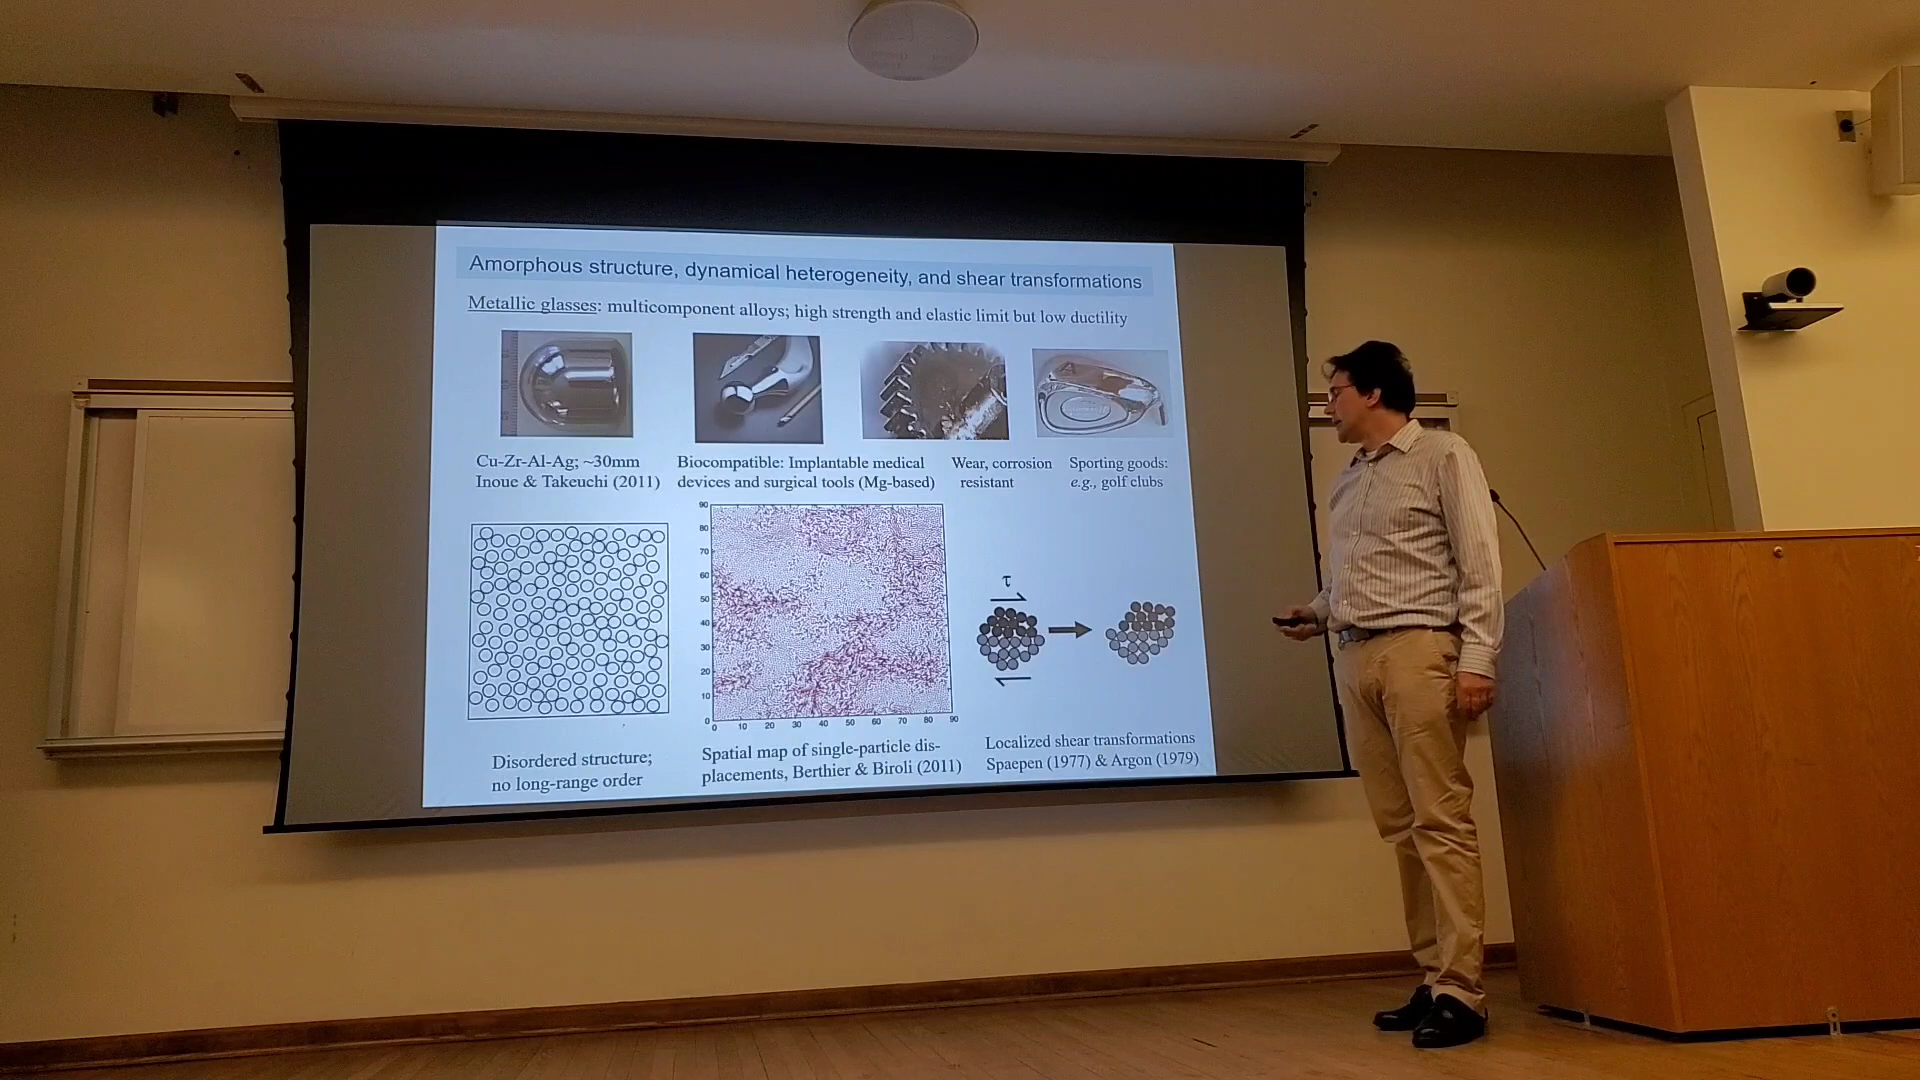 Amorphous structure, dynamical heterogeneity, and shear transformations
Metallic glasses: multicomponent alloys; high strength and elastic limit but low ductility
Cu-Zr-Al-Ag; ~30mm
Inoue & Takeuchi (2011)
Biocompatible: Implantable medical
devices and surgical tools (Mg-based)
Wear, corrosion
resistant
Sporting goods:
e.g., golf clubs
90
80
70
60
50
40
30
20
10
0
0 10 20 30 40 50 60 70 80 90
τ
Disordered structure;
no long-range order
Spatial map of single-particle dis-
placements, Berthier & Biroli (2011)
Localized shear transformations
Spaepen (1977) & Argon (1979)